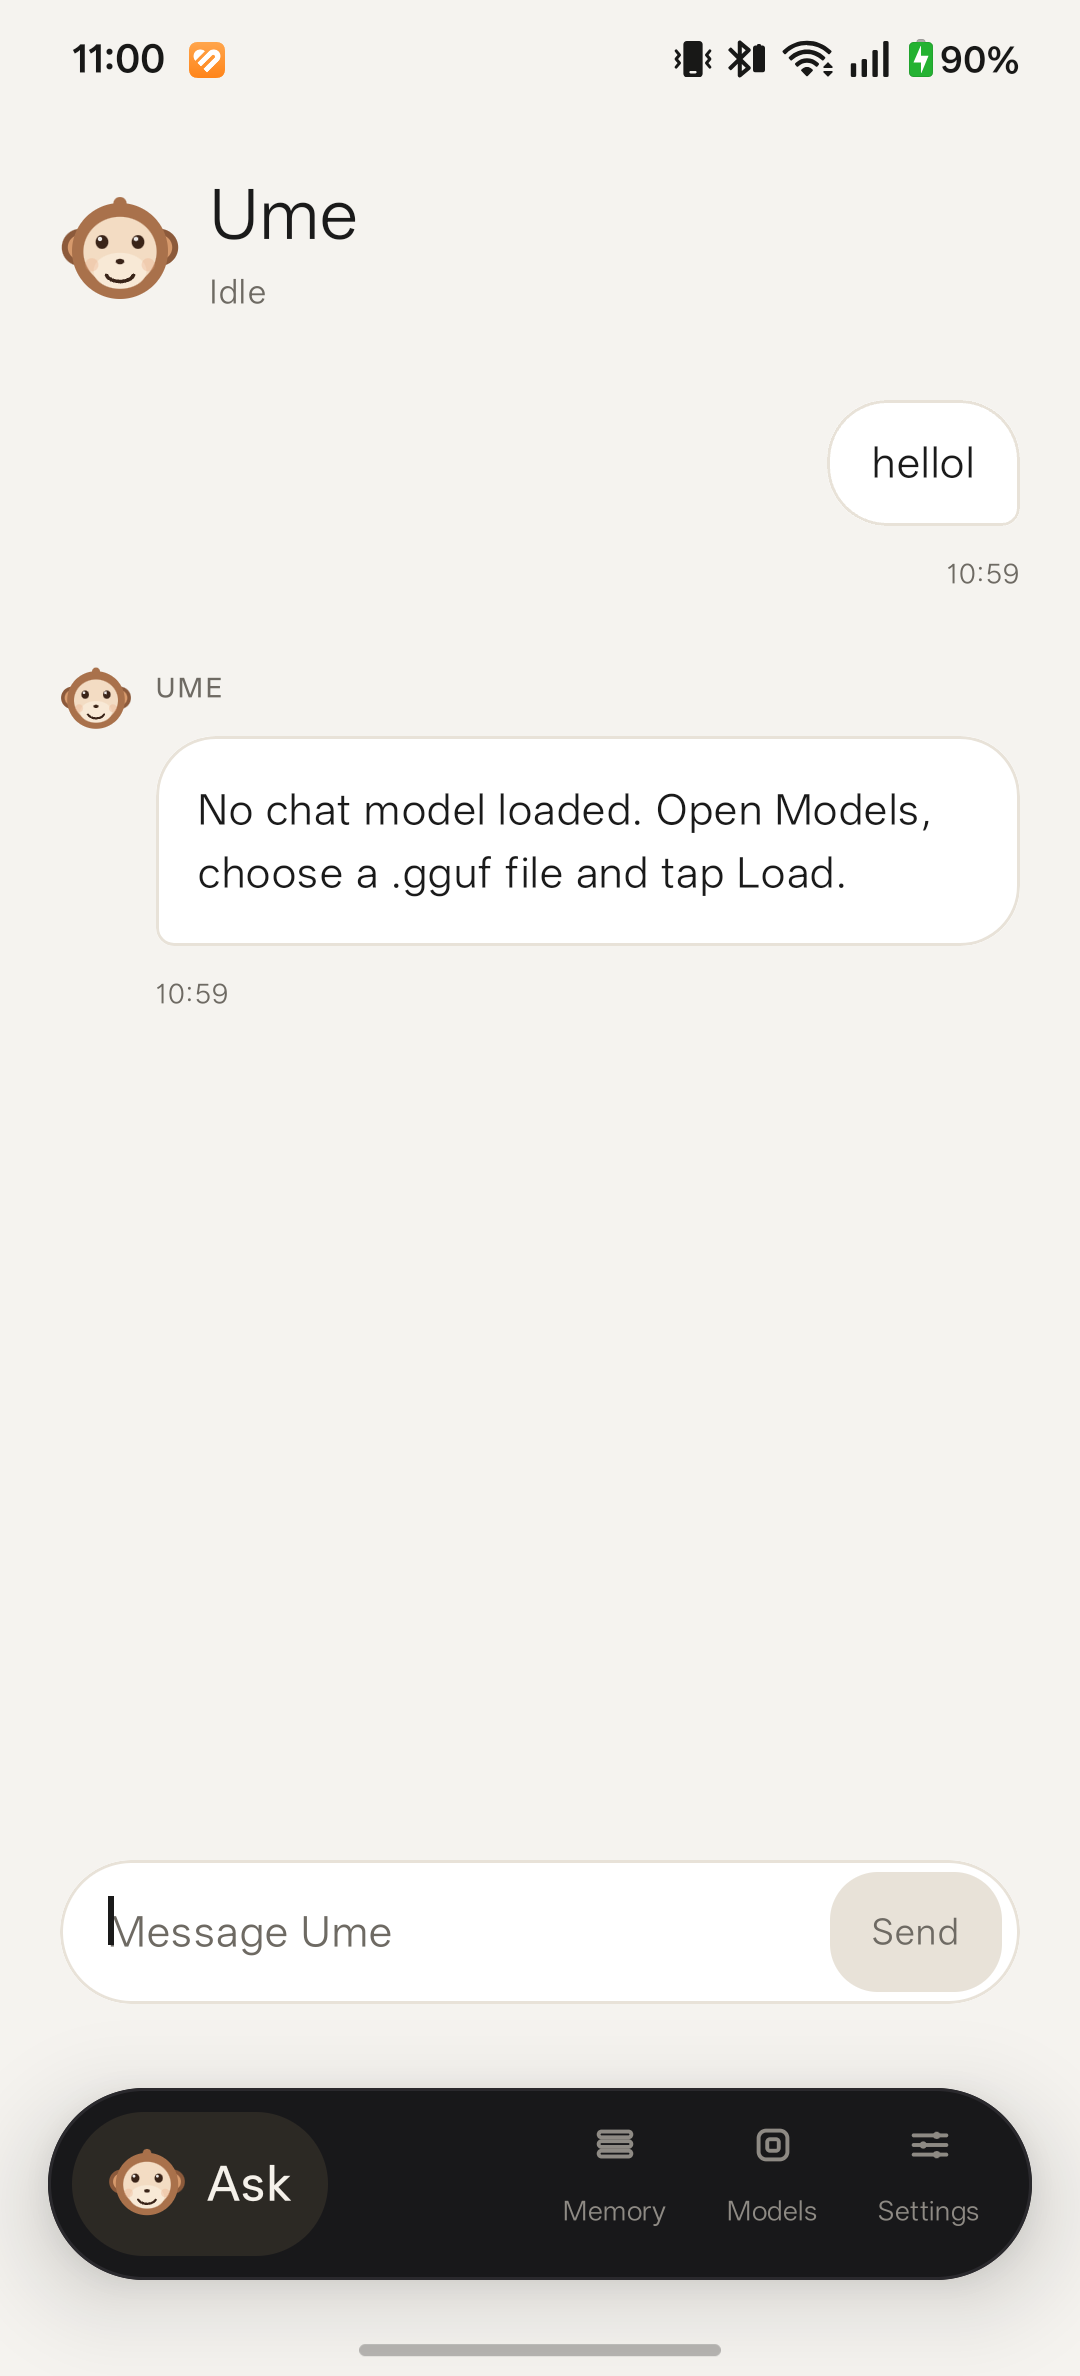 11:00
90%
Ume
Idle
hellol
10:59
UME
No chat model loaded. Open Models,
choose a .gguf file and tap Load.
10:59
Message Ume
Send
Ask
Memory
Models
Settings